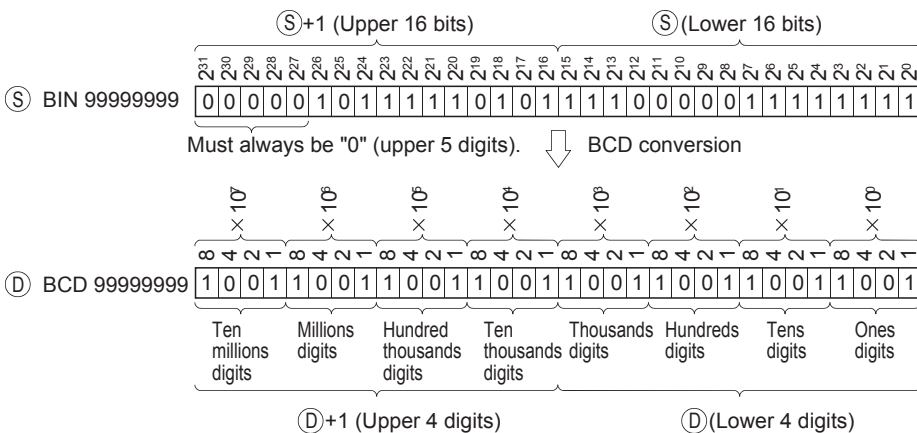 Ⓢ+1 (Upper 16 bits) Ⓢ (Lower 16 bits)
2³¹ 2³⁰ 2²⁹ 2²⁸ 2²⁷ 2²⁶ 2²⁵ 2²⁴ 2²³ 2²² 2²¹ 2²⁰ 2¹⁹ 2¹⁸ 2¹⁷ 2¹⁶ 2¹⁵ 2¹⁴ 2¹³ 2¹² 2¹¹ 2¹⁰ 2⁹ 2⁸ 2⁷ 2⁶ 2⁵ 2⁴ 2³ 2² 2¹ 2⁰
Ⓢ BIN 99999999 0 0 0 0 0 1 0 1 1 1 1 1 0 1 0 1 1 1 1 0 0 0 0 0 1 1 1 1 1 1 1 1
Must always be "0" (upper 5 digits). BCD conversion
×10⁷ ×10⁶ ×10⁵ ×10⁴ ×10³ ×10² ×10¹ ×10⁰
8 4 2 1 8 4 2 1 8 4 2 1 8 4 2 1 8 4 2 1 8 4 2 1 8 4 2 1 8 4 2 1
Ⓓ BCD 99999999 1 0 0 1 1 0 0 1 1 0 0 1 1 0 0 1 1 0 0 1 1 0 0 1 1 0 0 1 1 0 0 1
Ten millions digits
Millions digits
Hundred thousands digits
Ten thousands digits
Thousands digits
Hundreds digits
Tens digits
Ones digits
Ⓓ+1 (Upper 4 digits) Ⓓ (Lower 4 digits)